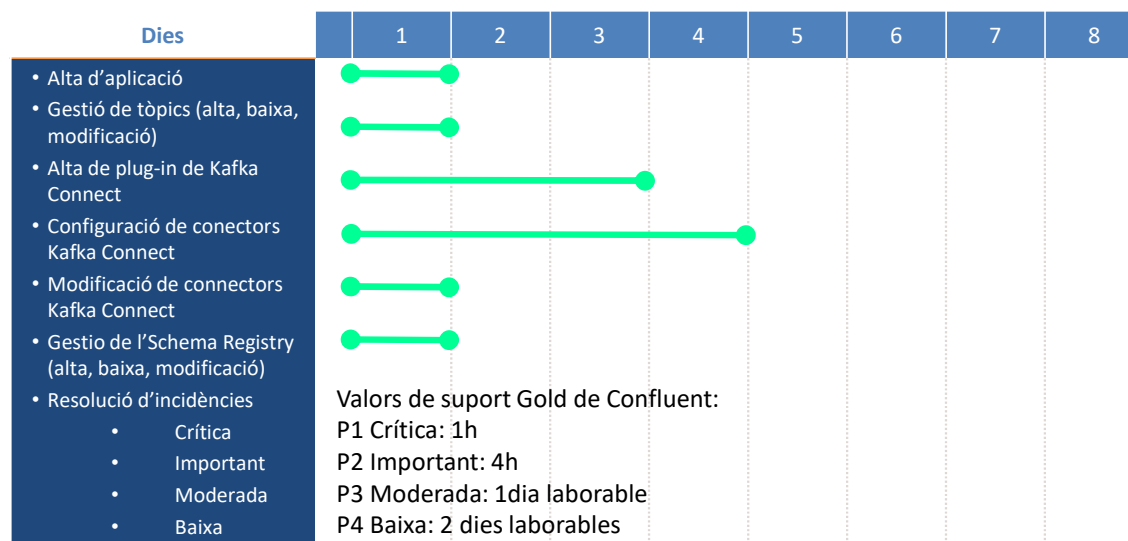 Dies 1 2 3 4 5 6 7 8
• Alta d’aplicació
• Gestió de tòpics (alta, baixa,
modificació)
• Alta de plug-in de Kafka
Connect
• Configuració de conectors
Kafka Connect
• Modificació de connectors
Kafka Connect
• Gestio de l’Schema Registry
(alta, baixa, modificació)
• Resolució d’incidències
• Crítica
• Important
• Moderada
• Baixa
Valors de suport Gold de Confluent:
P1 Crítica: 1h
P2 Important: 4h
P3 Moderada: 1dia laborable
P4 Baixa: 2 dies laborables